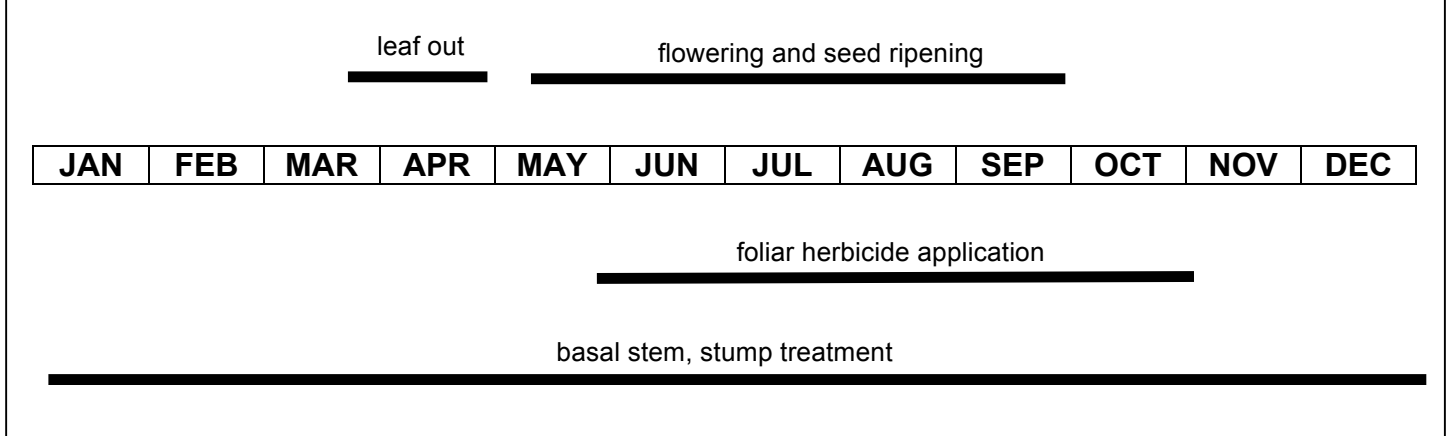 leaf out
flowering and seed ripening
JAN FEB MAR APR MAY JUN JUL AUG SEP OCT NOV DEC
foliar herbicide application
basal stem, stump treatment